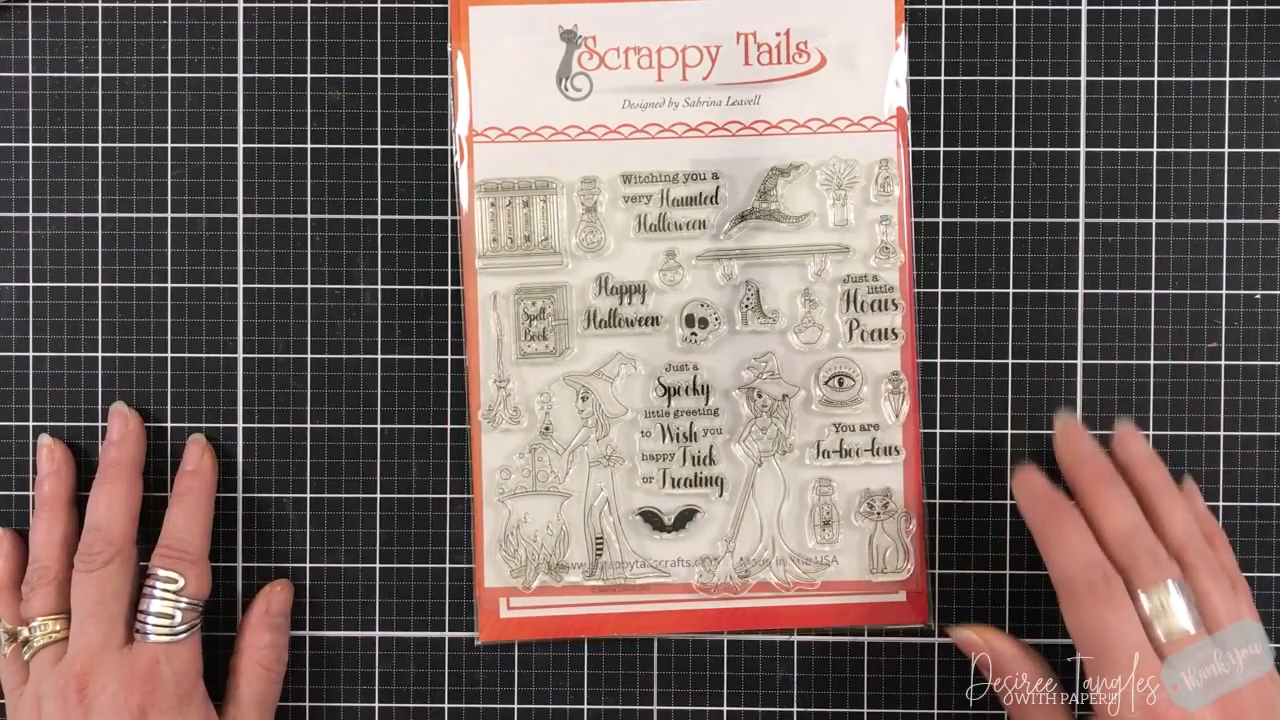 Scrappy Tails
Designed by Sabrina Leavell
Witching you a
very Haunted
Halloween
Happy
Halloween
Just a
little
Hocus
Pocus
Spell
Book
Just a
Spooky
little greeting
to Wish you
happy Trick
or Treating
You are
Fa-boo-lous
Made in the USA
Desiree Tangles
WITH PAPER!!!
thank you